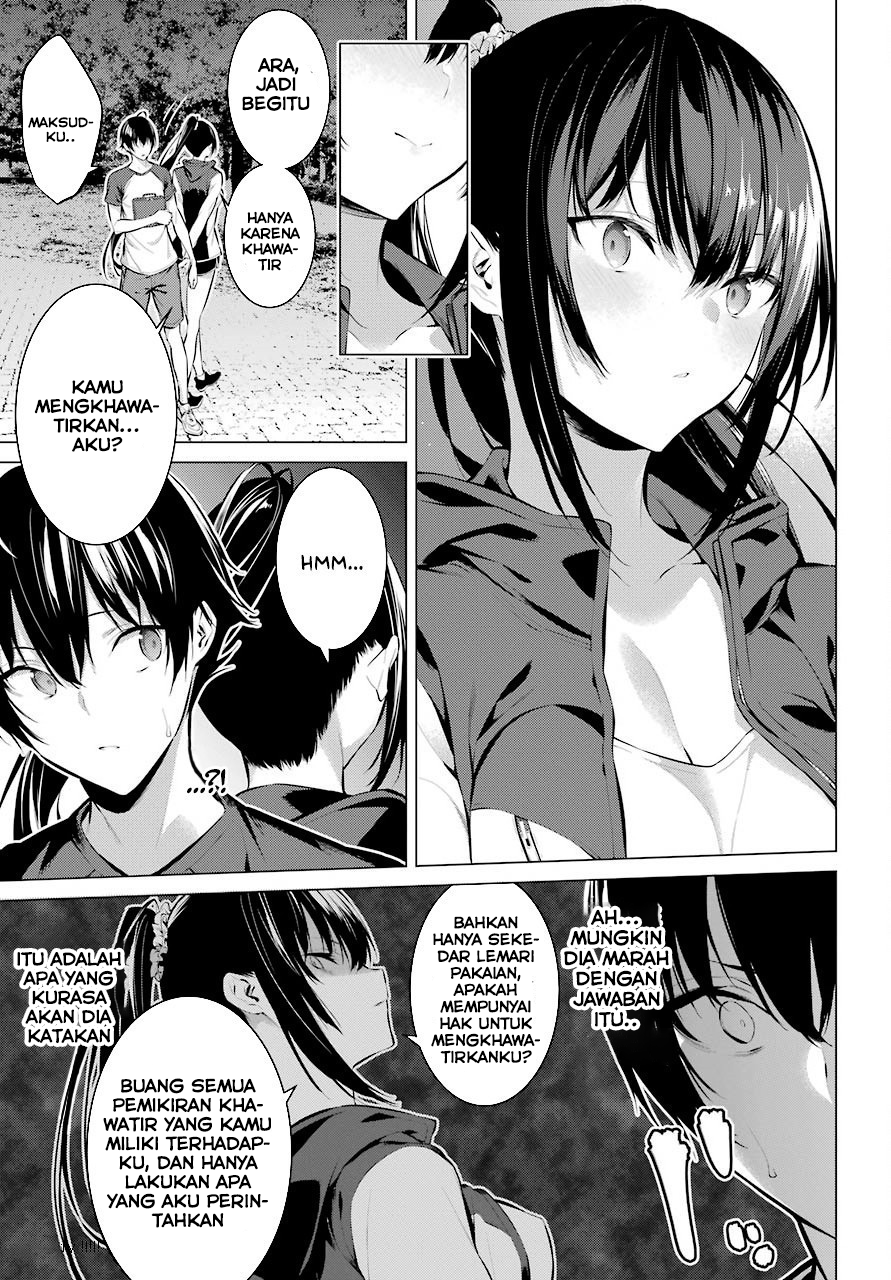 ARA,
JADI
BEGITU
HANYA
KARENA
KHAWA-
TIR
MAKSUD-
KU..
KAMU
MENGKHAWA-
TIRKAN...
AKU?
HMM...
...?!
AH...
MUNGKIN
DIA MARAH
DENGAN
JAWABAN
ITU..
BAHKAN
HANYA SEKE-
DAR LEMARI
PAKAIAN,
APAKAH
MEMPUNYAI
HAK UNTUK
MENGKHAWA-
TIRKANKU?
BUANG SEMUA
PEMIKIRAN KHA-
WATIR YANG KAMU
MILIKI TERHADAP-
KU, DAN HANYA
LAKUKAN APA
YANG AKU PERIN-
TAHKAN
ITU ADALAH
APA YANG
KURASA
AKAN DIA
KATAKAN